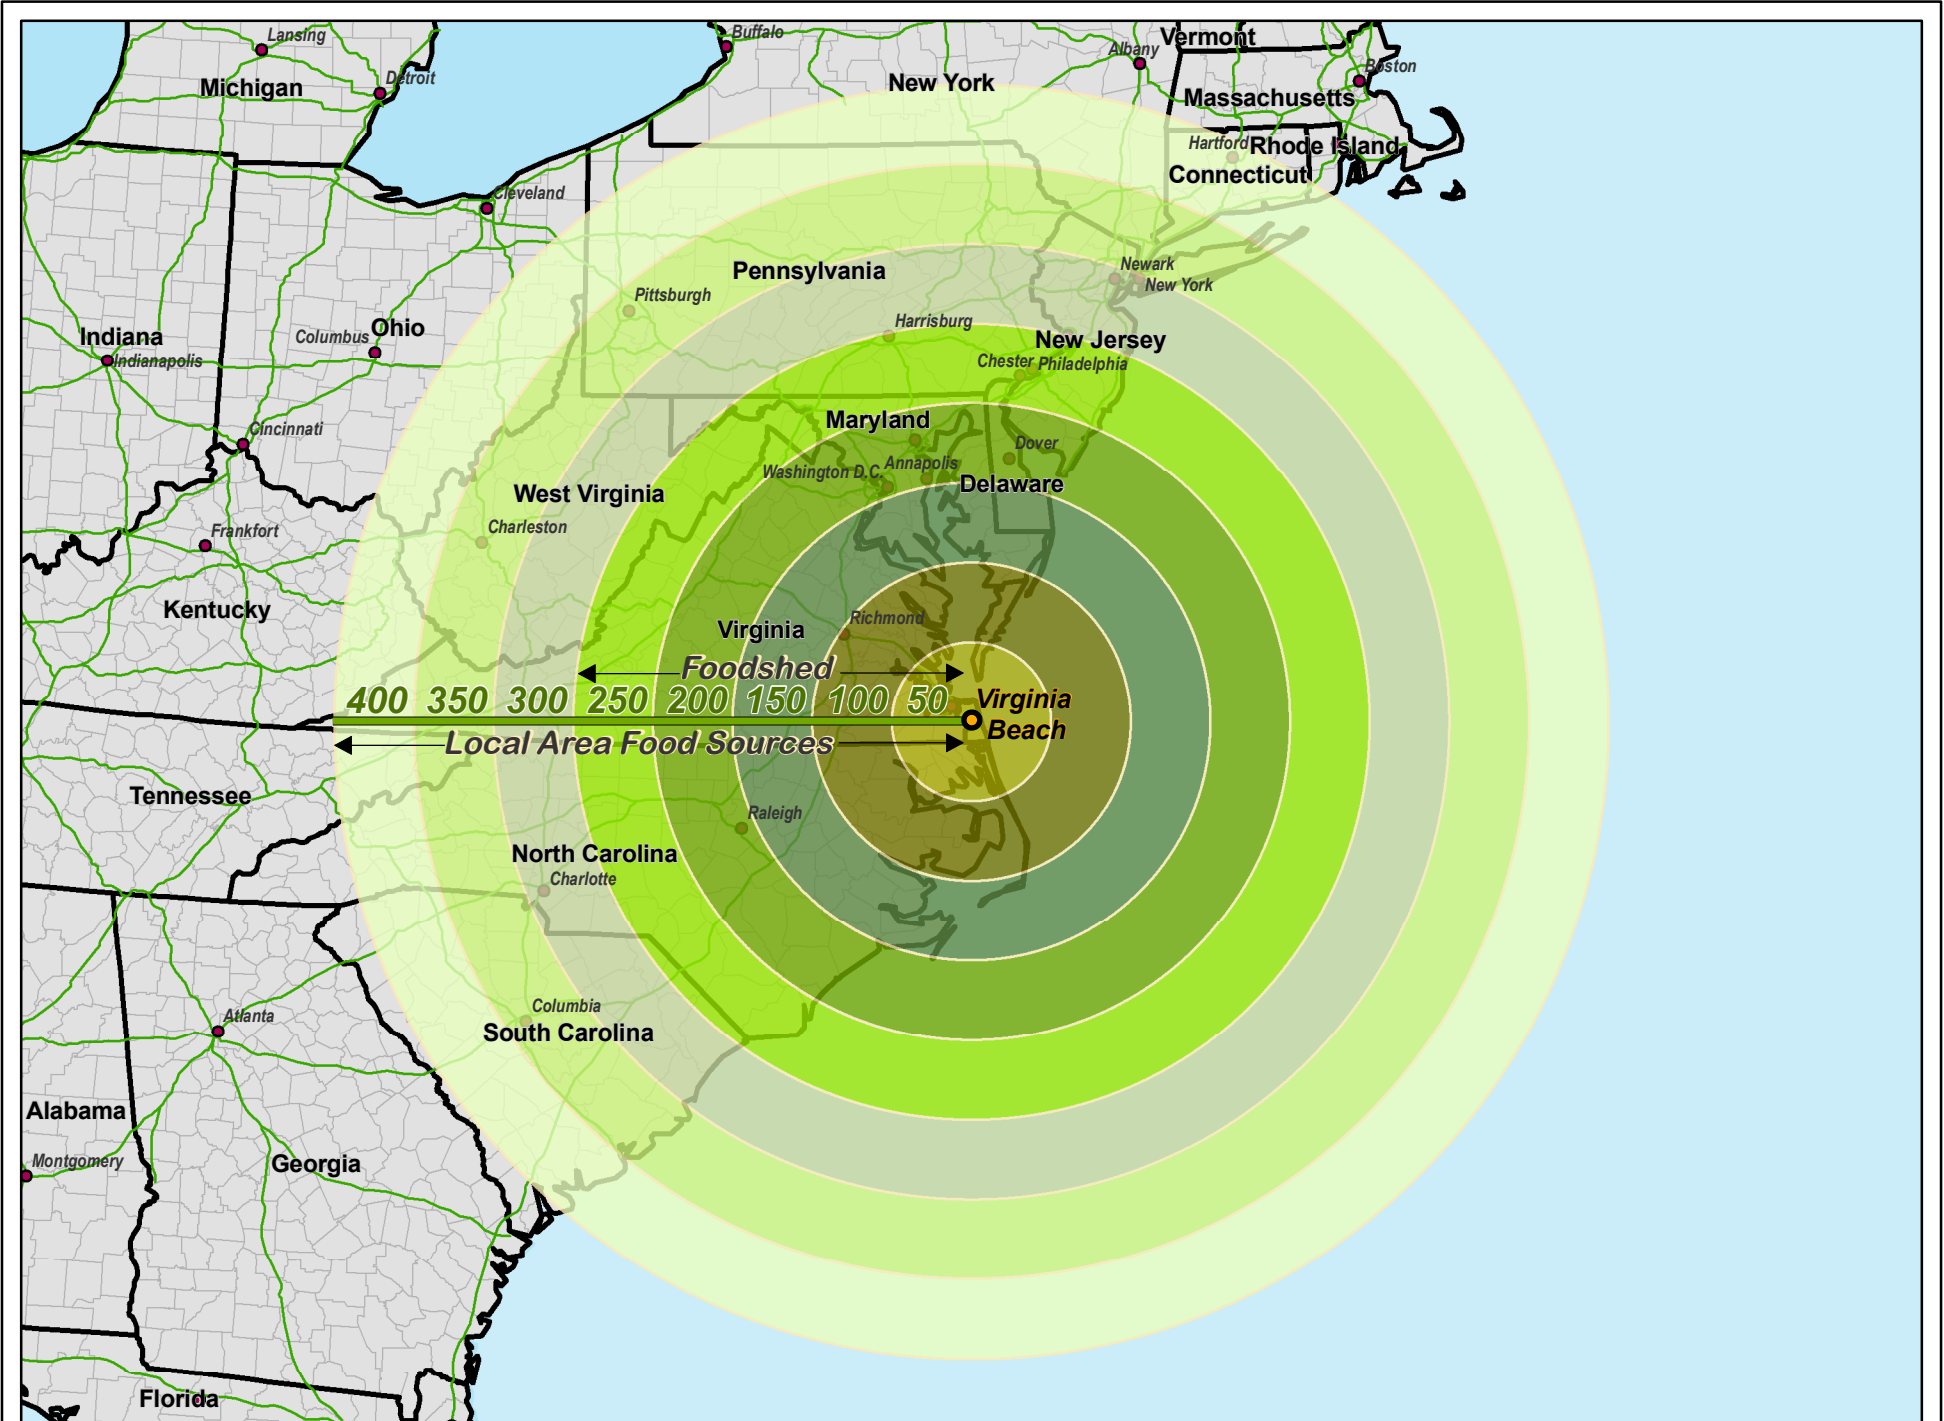 Lansing
Buffalo
Vermont
Albany
Boston
Detroit
Michigan
New York
Massachusetts
Hartford
Rhode Island
Connecticut
Cleveland
Pennsylvania
Newark
New York
Pittsburgh
Harrisburg
Indiana
Columbus
Ohio
New Jersey
Indianapolis
Chester
Philadelphia
Maryland
Cincinnati
Dover
Washington D.C.
Annapolis
Delaware
West Virginia
Charleston
Frankfort
Kentucky
Richmond
Virginia
Foodshed
400 350 300 250 200 150 100 50
Virginia
Beach
Local Area Food Sources
Tennessee
Raleigh
North Carolina
Charlotte
Columbia
Atlanta
South Carolina
Alabama
Montgomery
Georgia
Florida